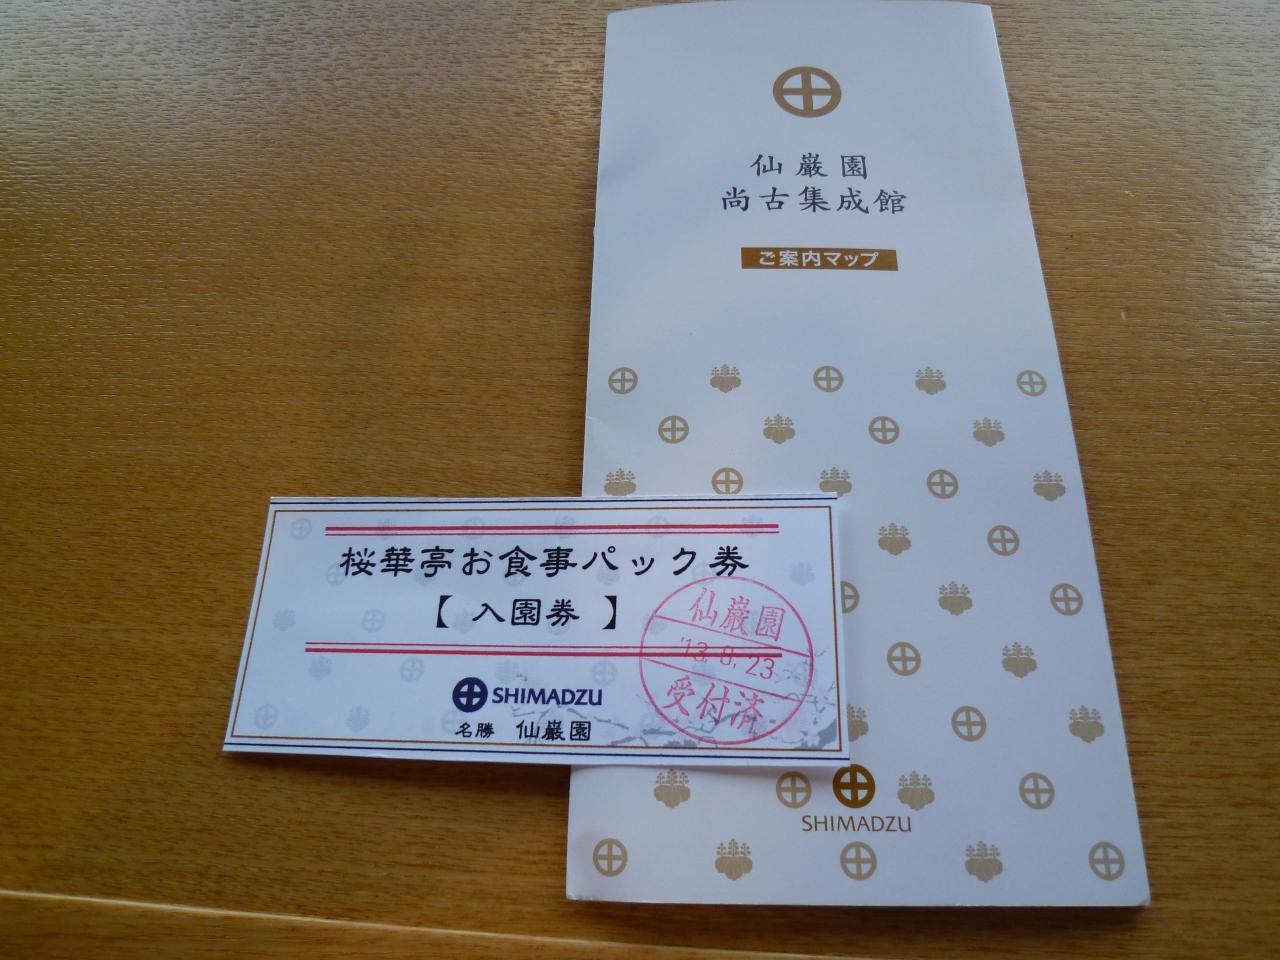 仙巌園
尚古集成館
ご案内マップ
桜華亭お食事パック券
【 入園券 】
仙巌園
'13.8.23
受付済
SHIMADZU
名勝 仙巌園
SHIMADZU